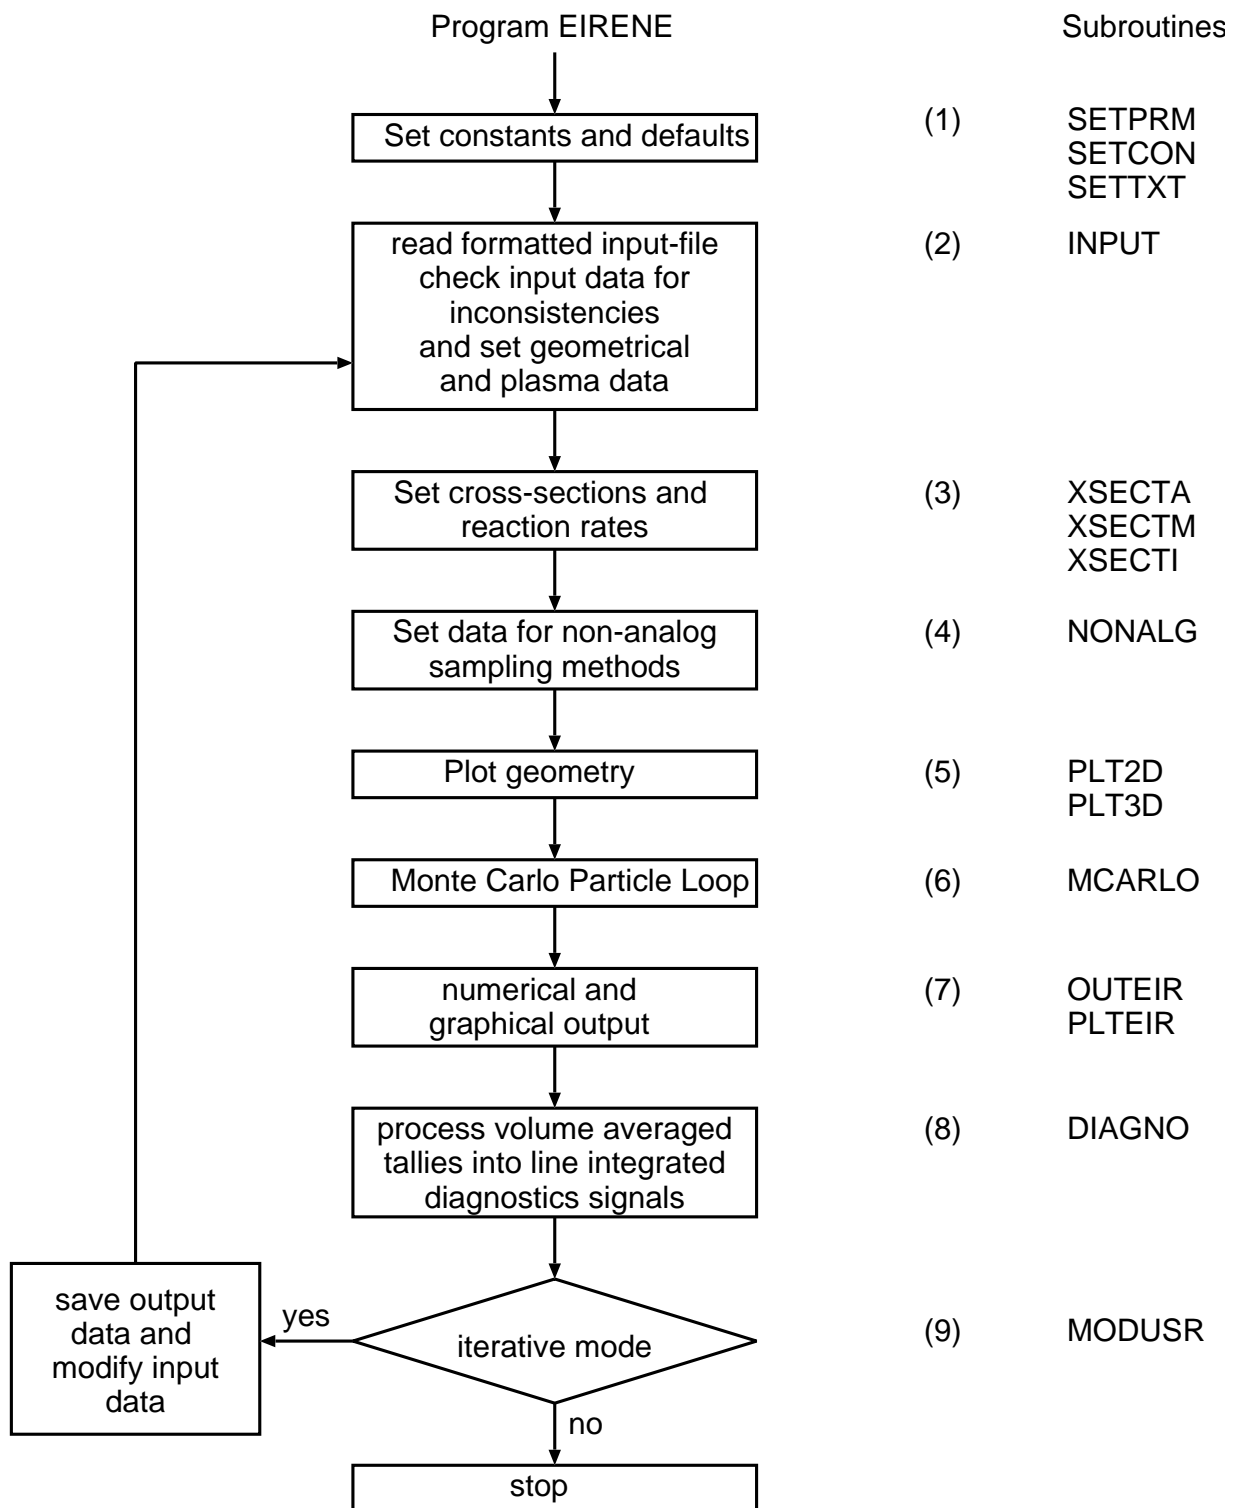 Program EIRENE
Subroutines
Set constants and defaults
(1)
SETPRM
SETCON
SETTXT
read formatted input-file
check input data for
inconsistencies
and set geometrical
and plasma data
(2)
INPUT
Set cross-sections and
reaction rates
(3)
XSECTA
XSECTM
XSECTI
Set data for non-analog
sampling methods
(4)
NONALG
Plot geometry
(5)
PLT2D
PLT3D
Monte Carlo Particle Loop
(6)
MCARLO
numerical and
graphical output
(7)
OUTEIR
PLTEIR
process volume averaged
tallies into line integrated
diagnostics signals
(8)
DIAGNO
save output
data and
modify input
data
yes
iterative mode
(9)
MODUSR
no
stop